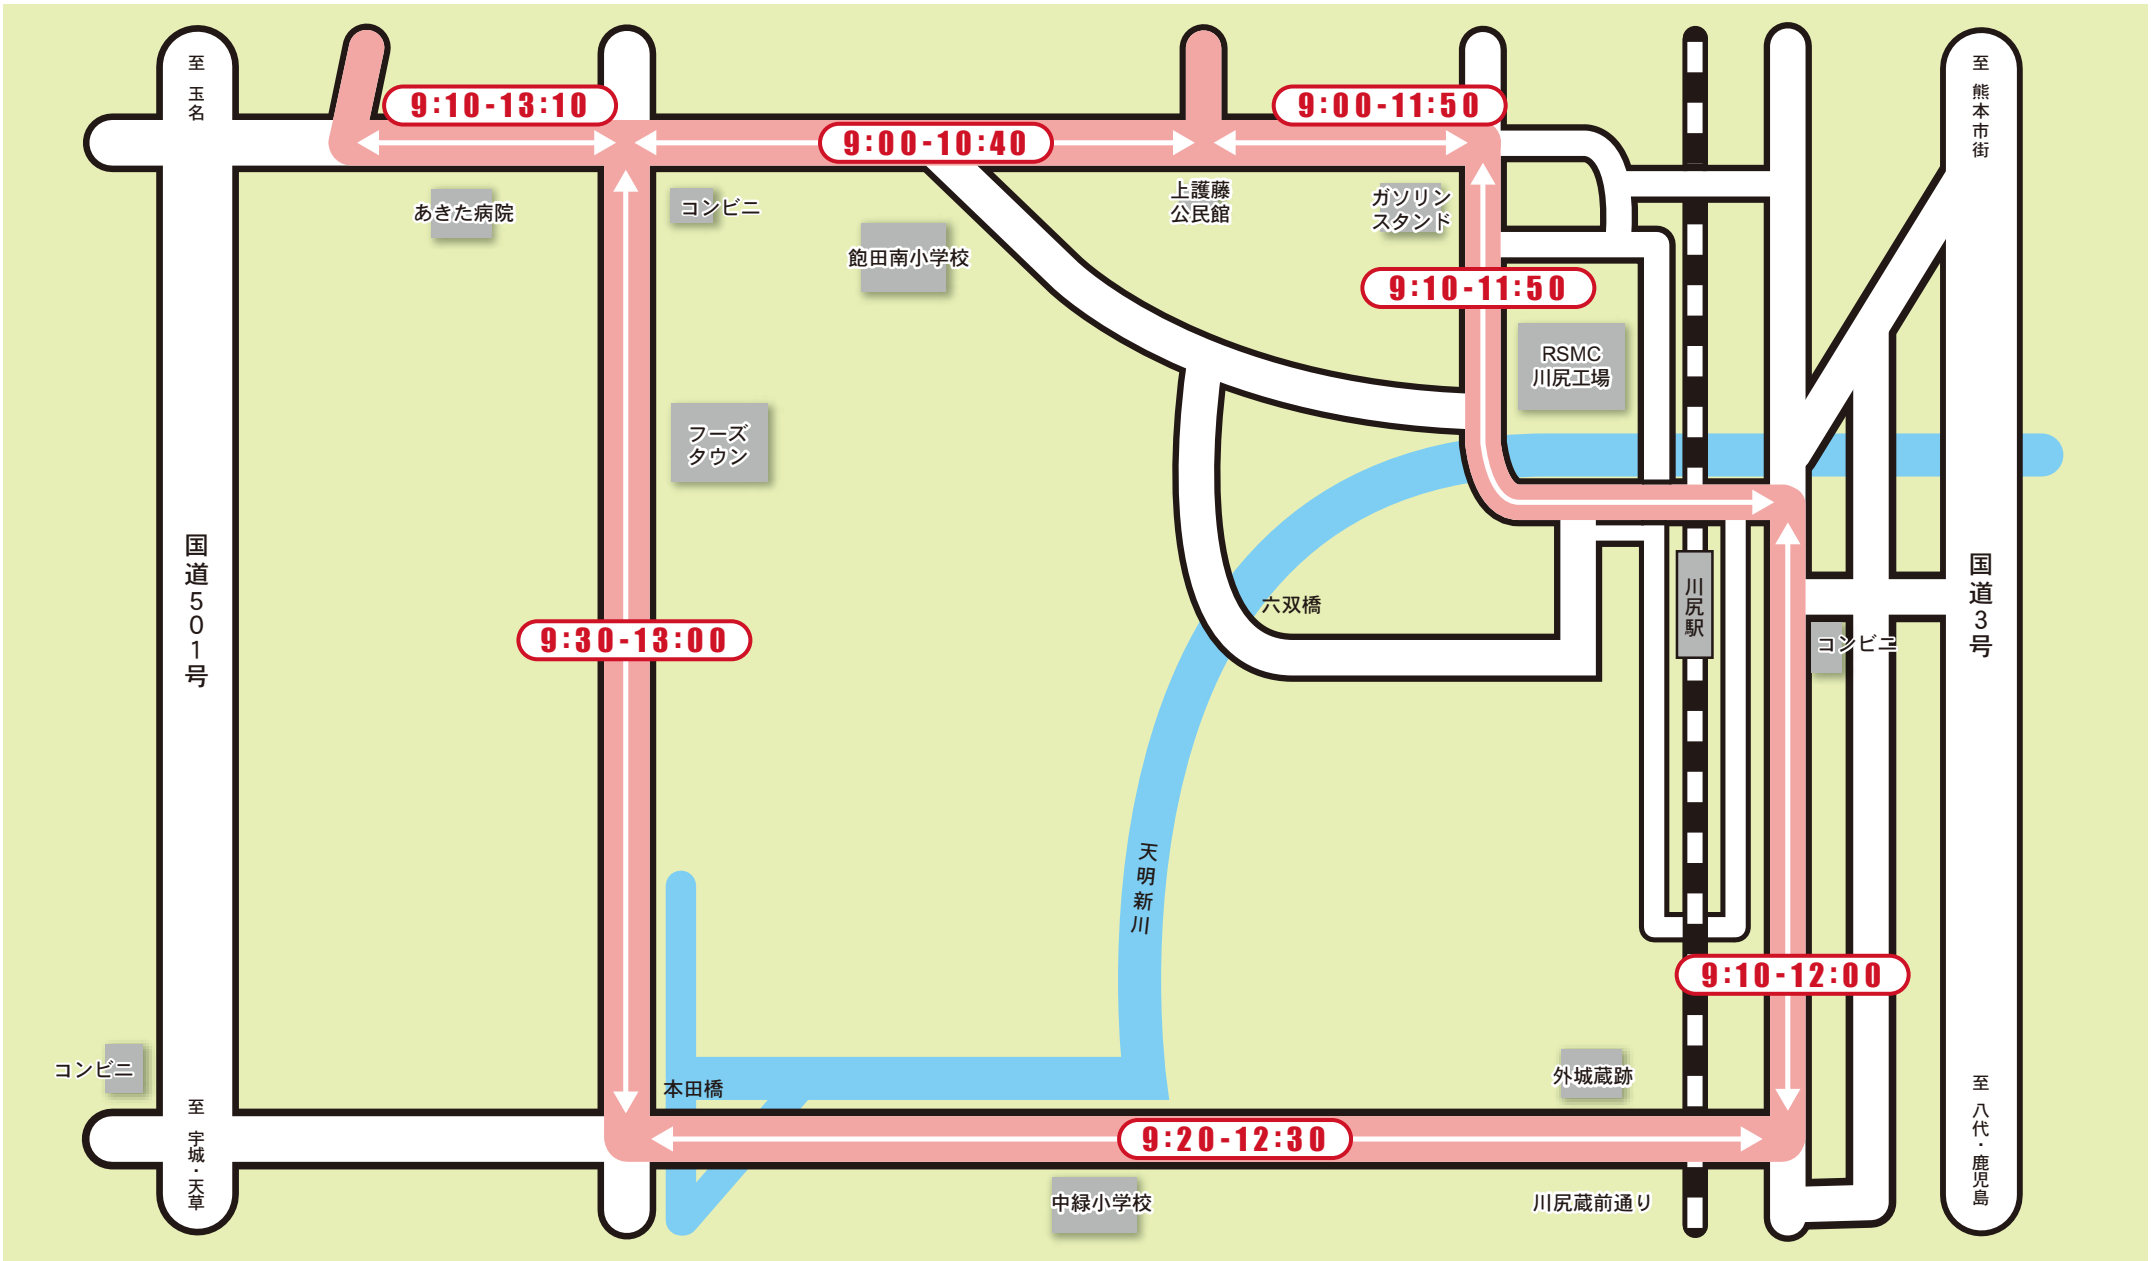 至 玉名
至 熊本市街
9:10-13:10
9:00-11:50
9:00-10:40
あきた病院
コンビニ
上護藤
公民館
ガソリン
スタンド
飽田南小学校
9:10-11:50
RSMC
川尻工場
フーズ
タウン
国道501号
国道3号
六双橋
川尻駅
9:30-13:00
コンビニ
天明新川
9:10-12:00
コンビニ
本田橋
外城蔵跡
至 宇城・天草
至 八代・鹿児島
9:20-12:30
中緑小学校
川尻蔵前通り